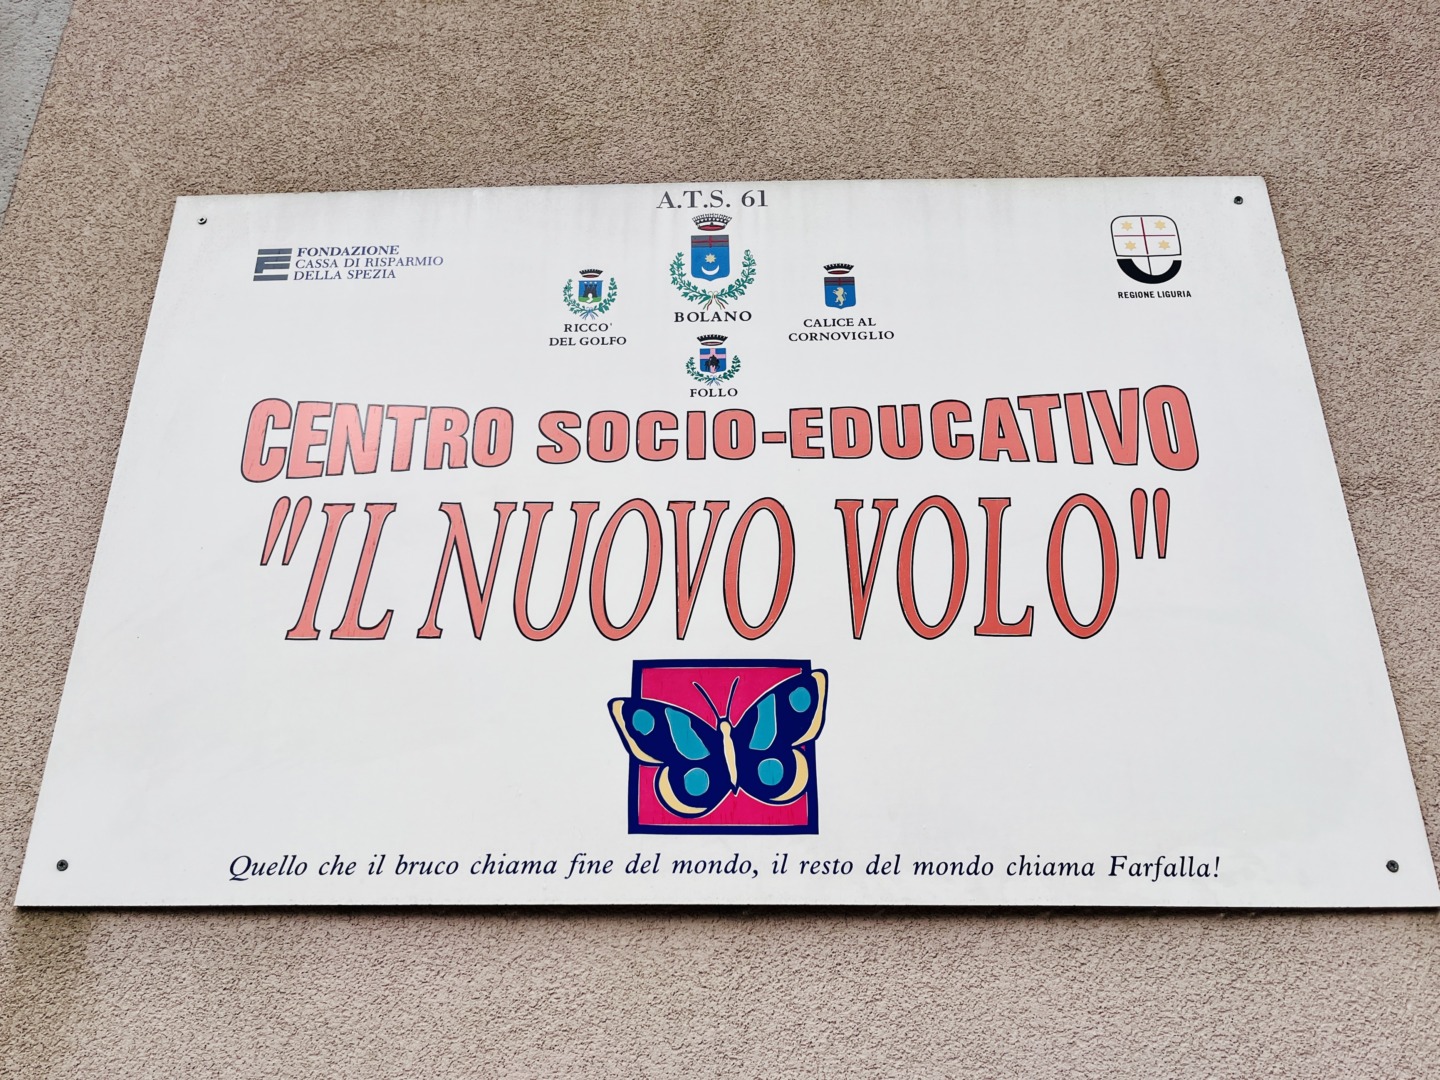 A.T.S. 61
FONDAZIONE
CASSA DI RISPARMIO
DELLA SPEZIA
RICCO'
DEL GOLFO
BOLANO
CALICE AL
CORNOVIGLIO
FOLLO
REGIONE LIGURIA
CENTRO SOCIO-EDUCATIVO
"IL NUOVO VOLO"
Quello che il bruco chiama fine del mondo, il resto del mondo chiama Farfalla!